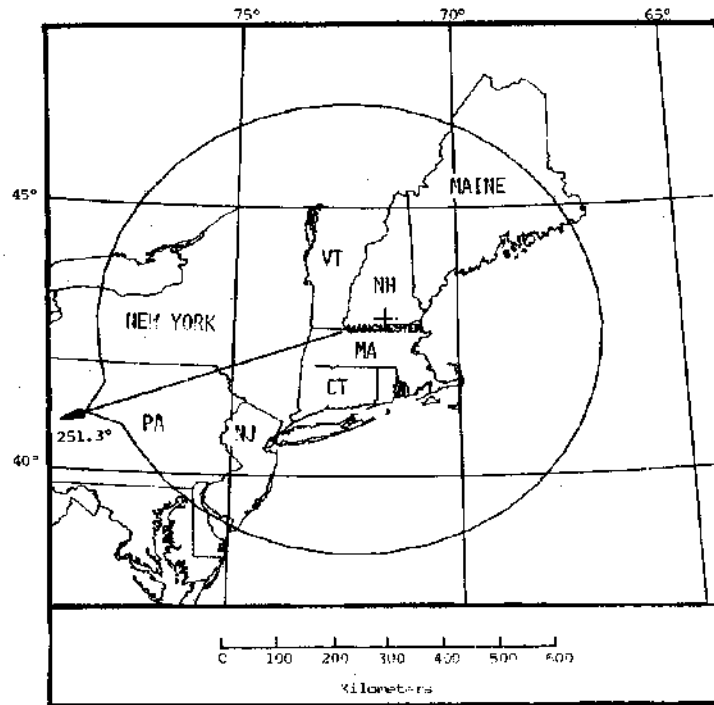 75° 70° 65°
45°
MAINE
VT
NH
NEW YORK
MANCHESTER
MA
CT
PA
NJ
251.3°
40°
0 100 200 300 400 500 600
Kilometers